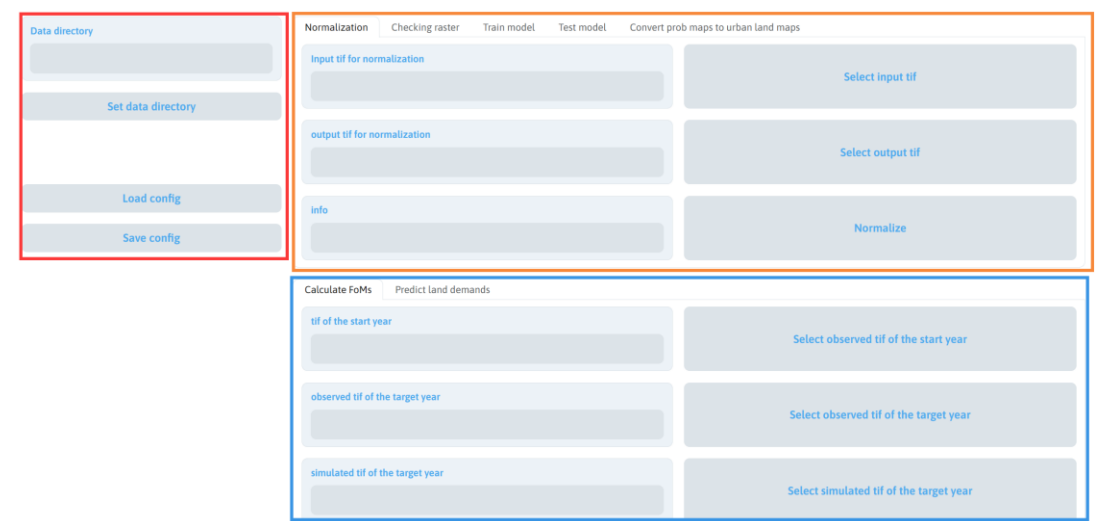 Data directory
Set data directory
Load config
Save config
Normalization Checking raster Train model Test model Convert prob maps to urban land maps
Input tif for normalization
Select input tif
output tif for normalization
Select output tif
info
Normalize
Calculate FoMs Predict land demands
tif of the start year
Select observed tif of the start year
observed tif of the target year
Select observed tif of the target year
simulated tif of the target year
Select simulated tif of the target year